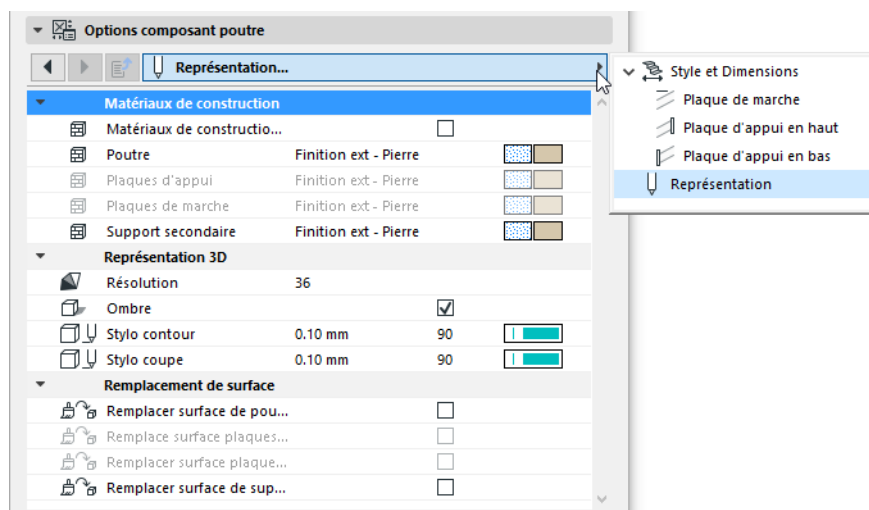 Options composant poutre
Représentation...
Matériaux de construction
Matériaux de constructio...
Poutre Finition ext - Pierre
Plaques d'appui Finition ext - Pierre
Plaques de marche Finition ext - Pierre
Support secondaire Finition ext - Pierre
Représentation 3D
Résolution 36
Ombre
Stylo contour 0.10 mm 90
Stylo coupe 0.10 mm 90
Remplacement de surface
Remplacer surface de pou...
Remplace surface plaques...
Remplacer surface plaque...
Remplacer surface de sup...
Style et Dimensions
Plaque de marche
Plaque d'appui en haut
Plaque d'appui en bas
Représentation